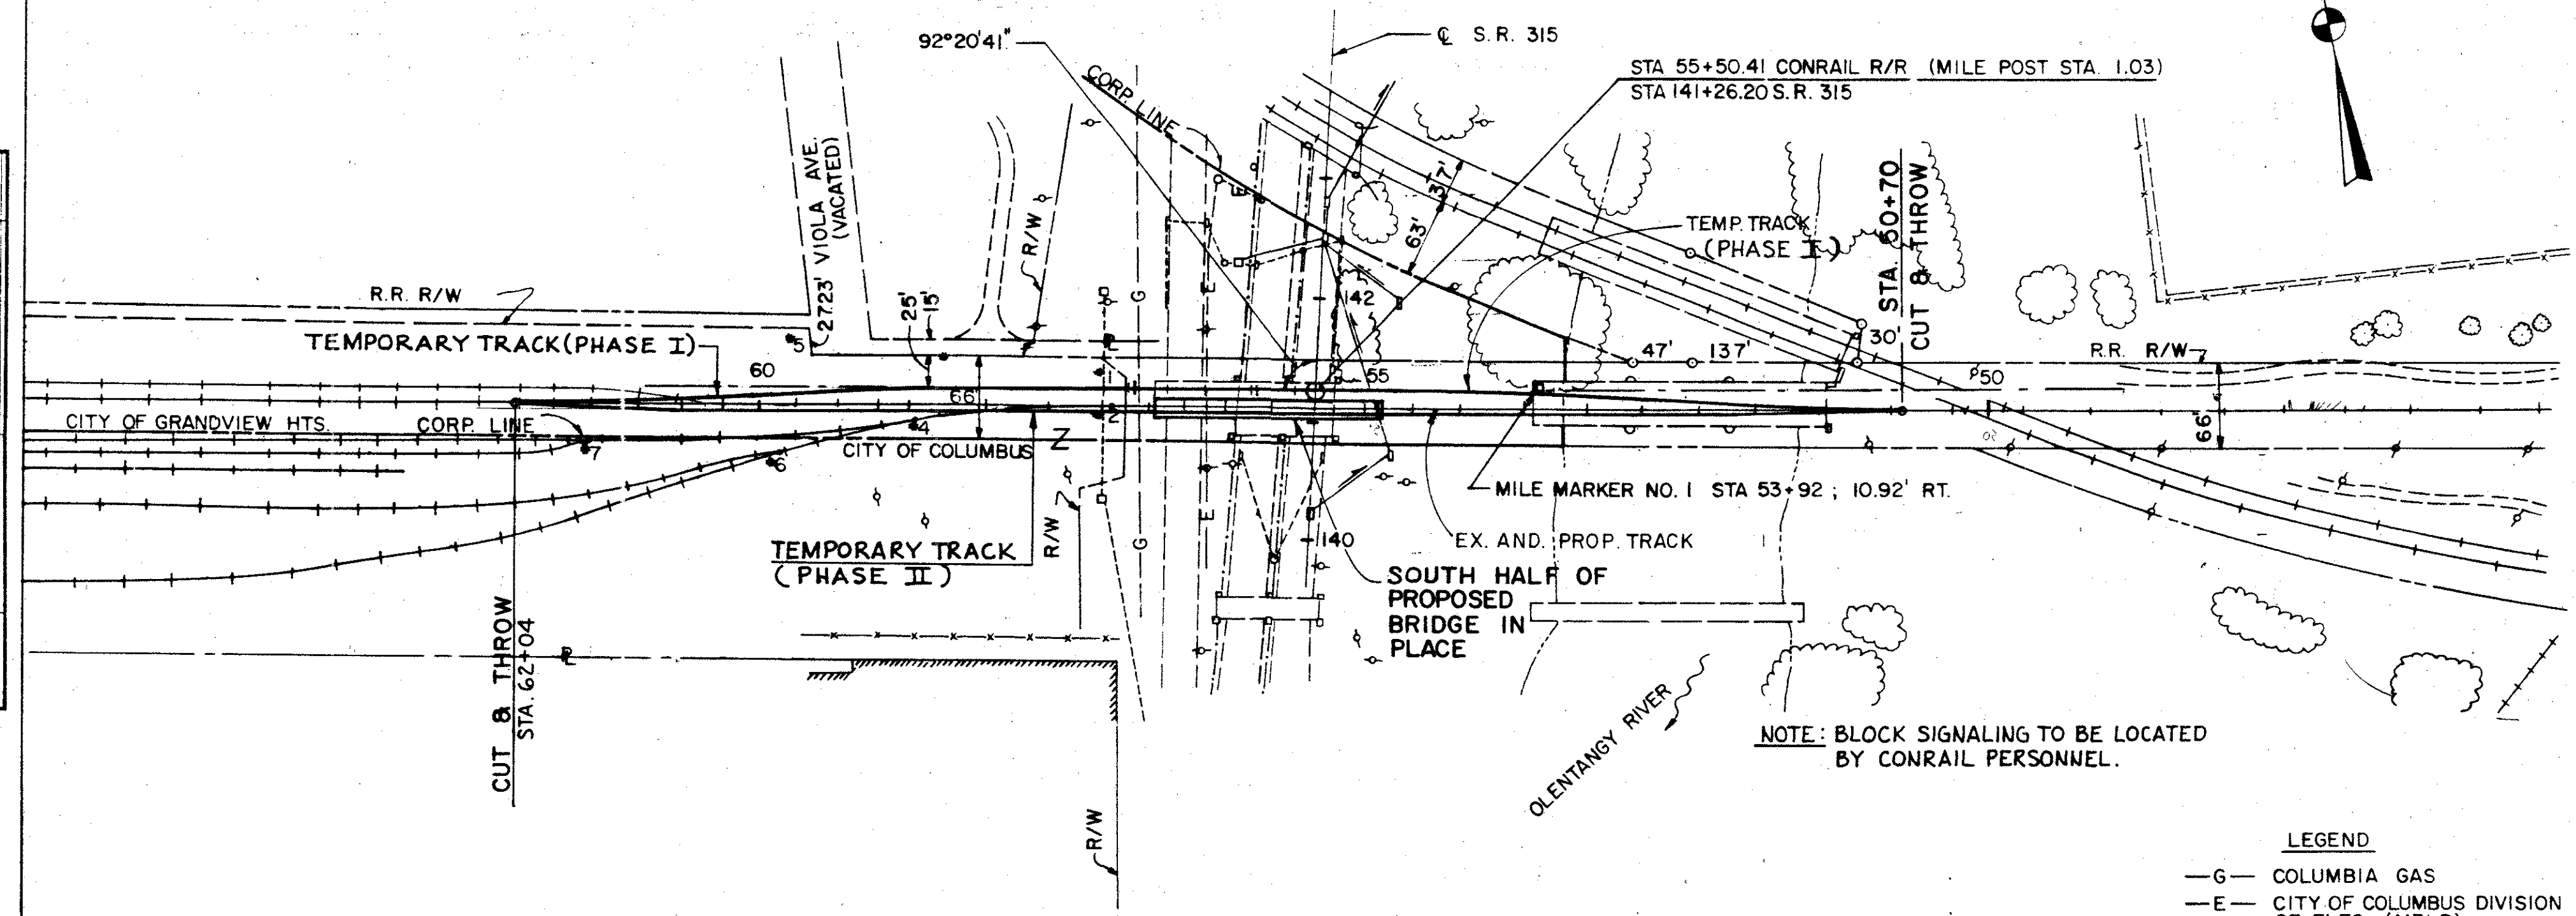 92°20'41"
℄ S.R. 315
CORP. LINE
STA 55+50.41 CONRAIL R/R (MILE POST STA. 1.03)
STA 141+26.20 S.R. 315
VIOLA AVE.
(VACATED)
27.23'
R/W
E
37'
63'
TEMP. TRACK
(PHASE I)
STA. 50+70
CUT & THROW
R.R. R/W
TEMPORARY TRACK (PHASE I)
5
25'
15'
G
E
142
30'
47'
137'
R.R. R/W
60
66'
55
50
66'
CITY OF GRANDVIEW HTS.
CORP. LINE
7
6
4
2
CITY OF COLUMBUS
Z
MILE MARKER NO. 1 STA 53+92 ; 10.92' RT.
R/W
G
E
140
EX. AND. PROP. TRACK
TEMPORARY TRACK
(PHASE II)
SOUTH HALF OF
PROPOSED
BRIDGE IN
PLACE
CUT & THROW
STA. 62+04
OLENTANGY RIVER
NOTE: BLOCK SIGNALING TO BE LOCATED
BY CONRAIL PERSONNEL.
R/W
LEGEND
—G— COLUMBIA GAS
—E— CITY OF COLUMBUS DIVISION